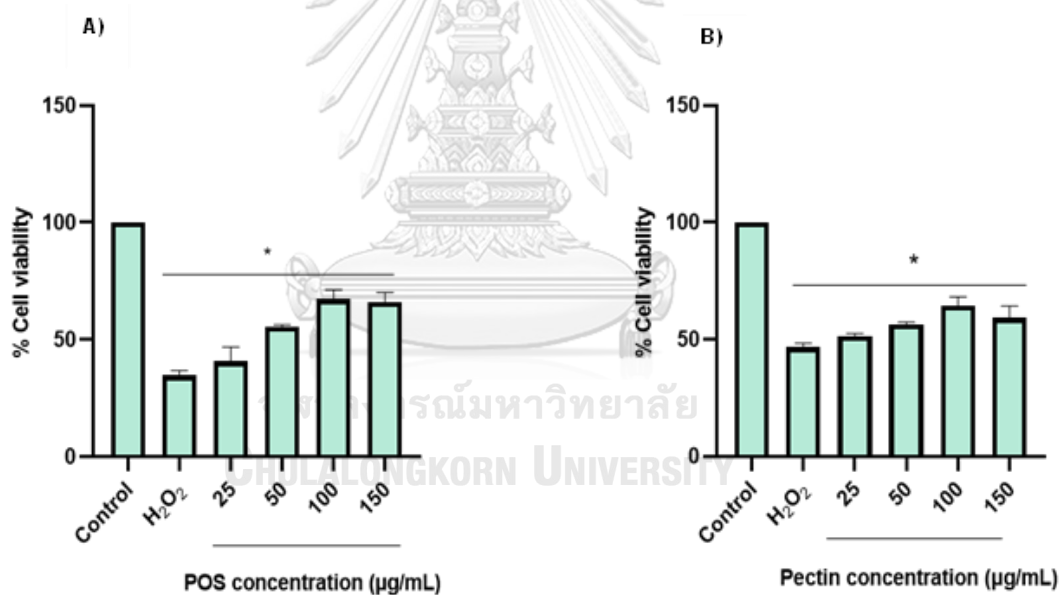 A)
150
100
50
0
% Cell viability
*
Control
H₂O₂
25
50
100
150
POS concentration (µg/mL)
B)
150
100
50
0
% Cell viability
*
Control
H₂O₂
25
50
100
150
Pectin concentration (µg/mL)
จุฬาลงกรณ์มหาวิทยาลัย
CHULALONGKORN UNIVERSITY